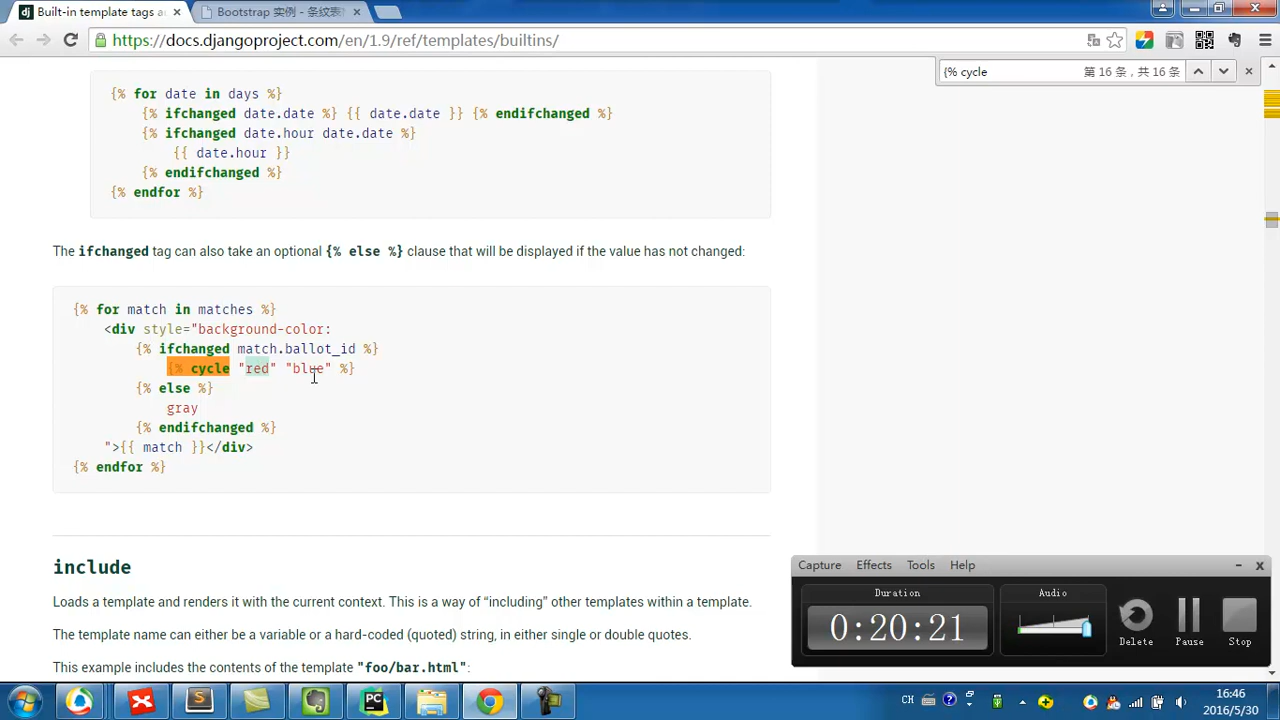 Built-in template tags a
Bootstrap 实例 - 条纹表
https://docs.djangoproject.com/en/1.9/ref/templates/builtins/
{% cycle
第 16 条，共 16 条
{% for date in days %}
{% ifchanged date.date %} {{ date.date }} {% endifchanged %}
{% ifchanged date.hour date.date %}
{{ date.hour }}
{% endifchanged %}
{% endfor %}
The ifchanged tag can also take an optional {% else %} clause that will be displayed if the value has not changed:
{% for match in matches %}
<div style="background-color:
{% ifchanged match.ballot_id %}
{% cycle "red" "blue" %}
{% else %}
gray
{% endifchanged %}
">{{ match }}</div>
{% endfor %}
include
Loads a template and renders it with the current context. This is a way of “including” other templates within a template.
The template name can either be a variable or a hard-coded (quoted) string, in either single or double quotes.
This example includes the contents of the template "foo/bar.html":
Capture Effects Tools Help
Duration
Audio
0:20:21
Delete
Pause
Stop
CH
16:46
2016/5/30